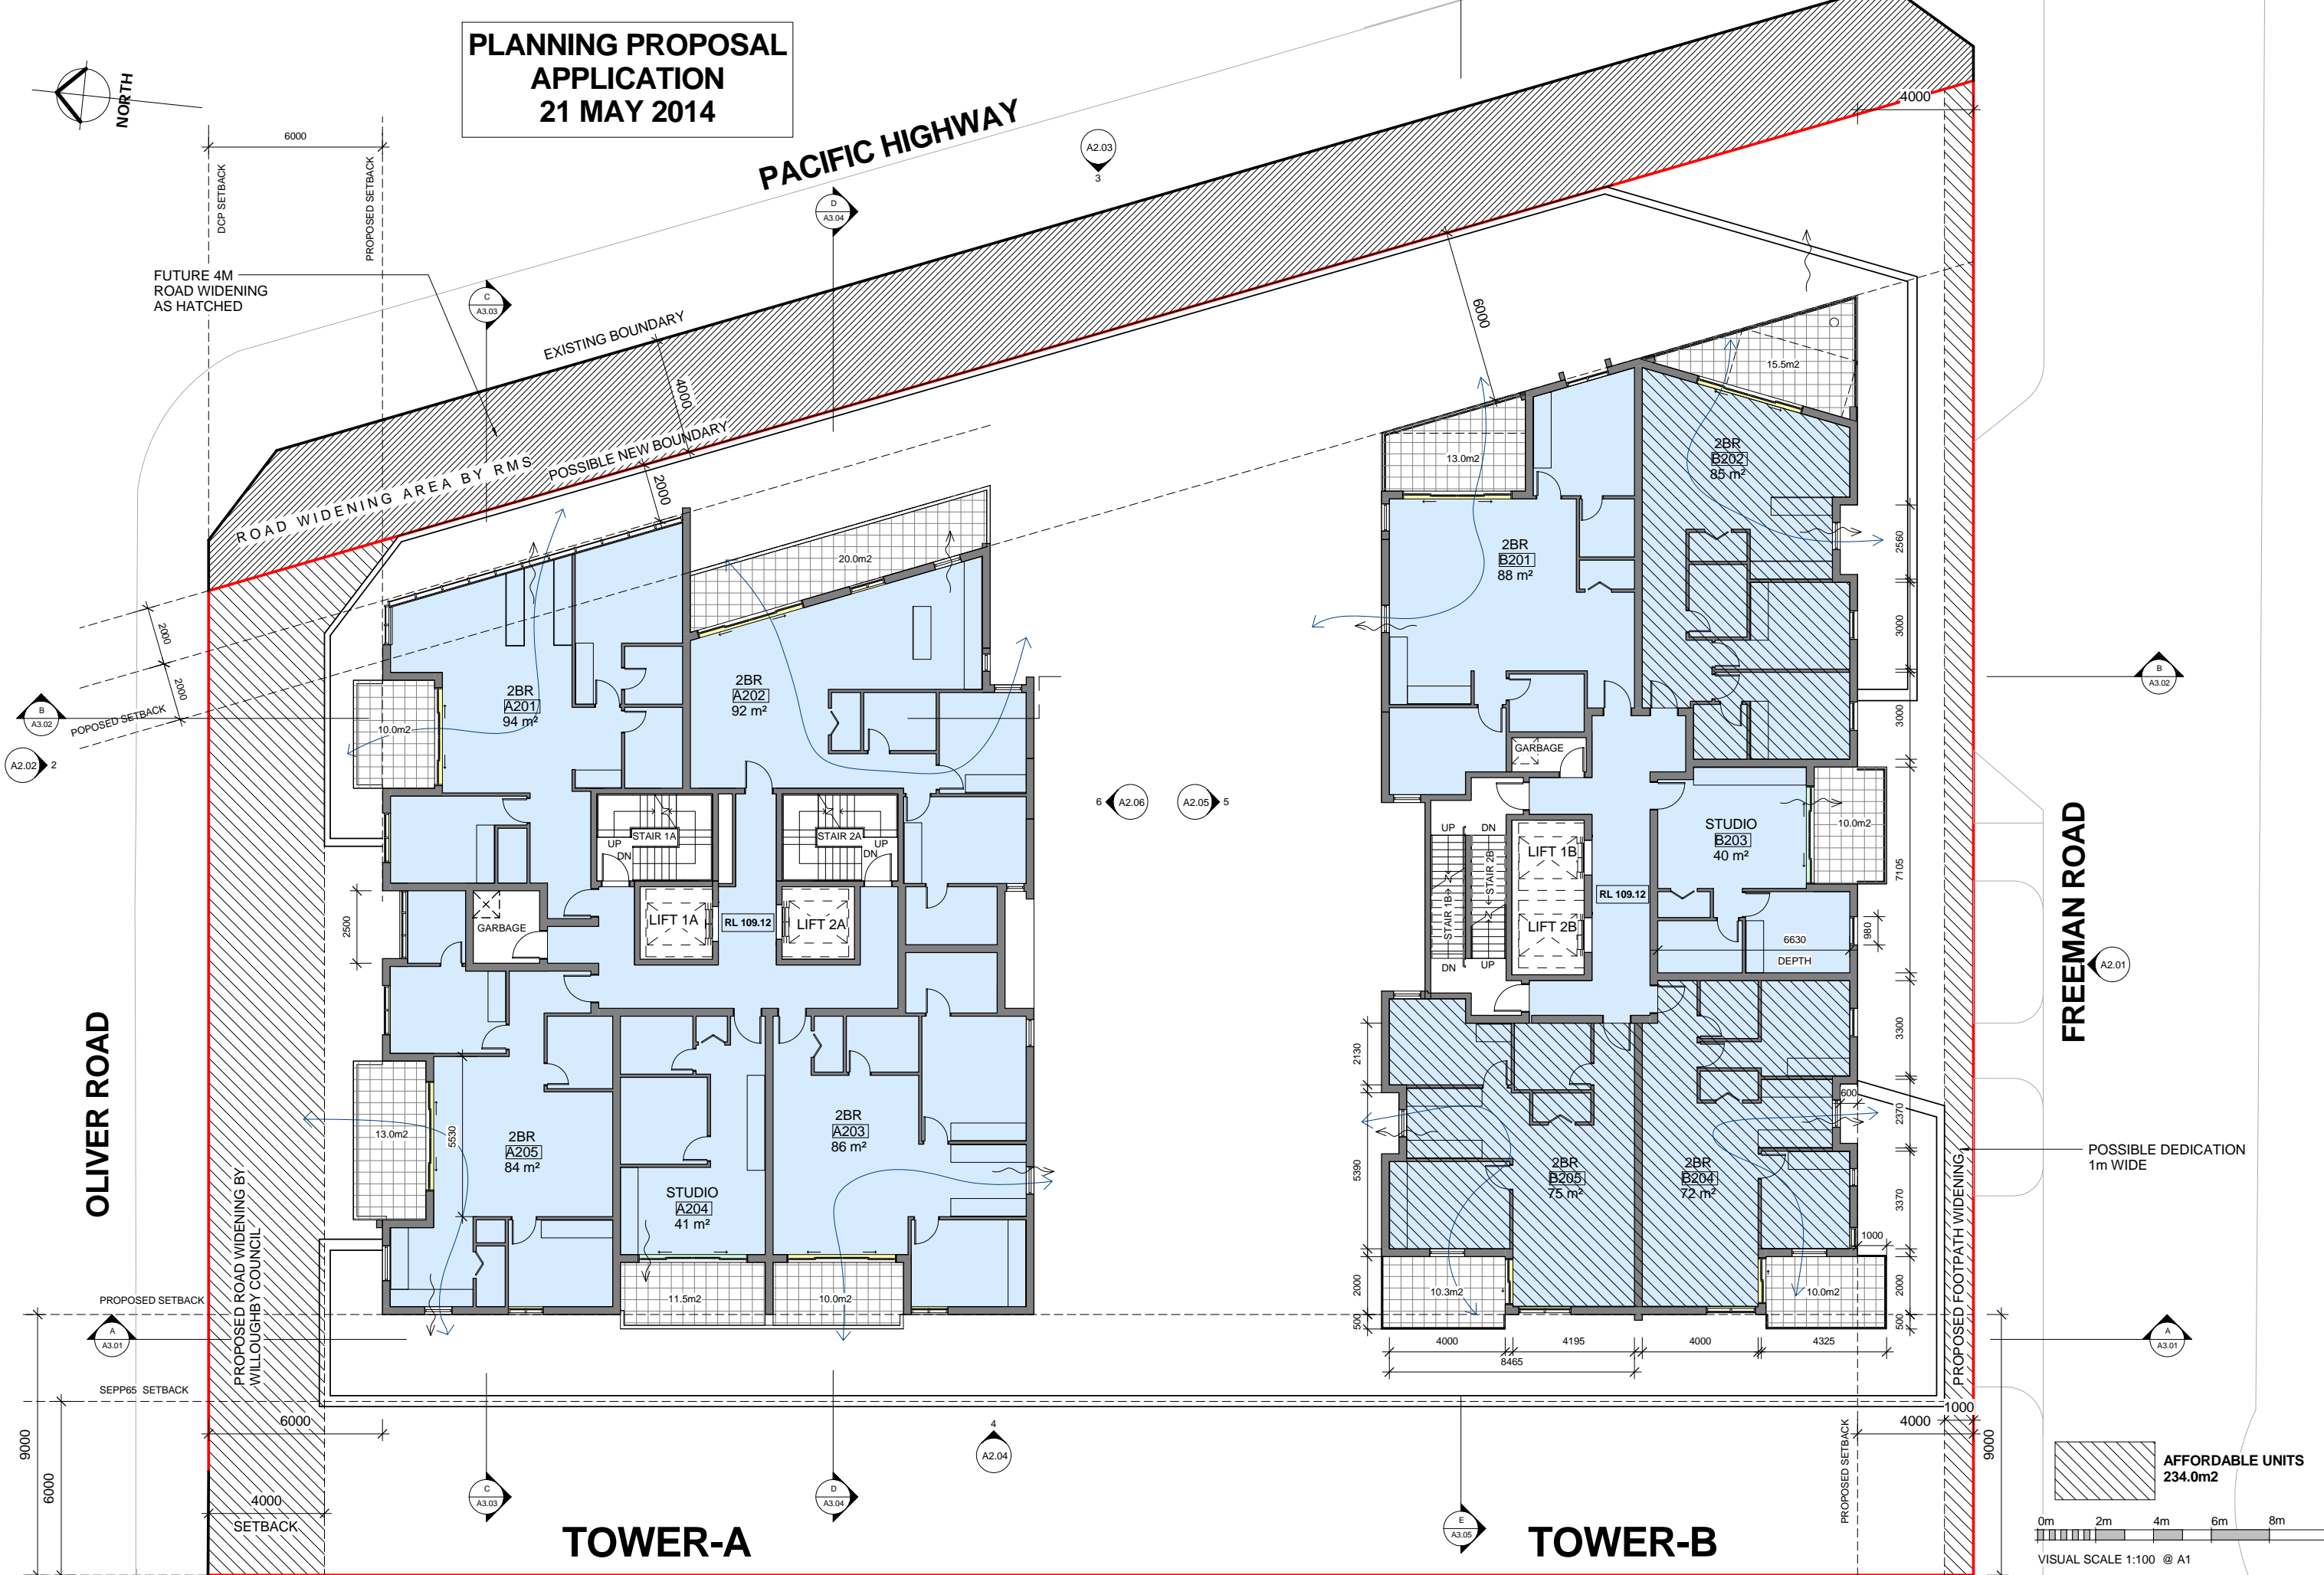 PLANNING PROPOSAL
APPLICATION
21 MAY 2014
NORTH
6000
DCP SETBACK
PROPOSED SETBACK
PACIFIC HIGHWAY
A2.03
3
4000
D
A3.04
FUTURE 4M
ROAD WIDENING
AS HATCHED
C
A3.03
EXISTING BOUNDARY
4000
6000
POSSIBLE NEW BOUNDARY
ROAD WIDENING AREA BY RMS
2000
2000
2000
POPOSED SETBACK
B
A3.02
A2.02
2
B
A3.02
15.5m2
13.0m2
20.0m2
10.0m2
2BR
A201
94 m²
2BR
A202
92 m²
2BR
B201
88 m²
2BR
B202
85 m²
2560
3000
3000
7105
GARBAGE
STUDIO
B203
40 m²
10.0m2
6
A2.06
A2.05
5
STAIR 1A
UP
DN
STAIR 2A
UP
DN
UP
DN
STAIR 1B
STAIR 2B
DN
UP
LIFT 1B
LIFT 2B
RL 109.12
LIFT 1A
RL 109.12
LIFT 2A
GARBAGE
2500
6630
DEPTH
980
FREEMAN ROAD
A2.01
OLIVER ROAD
3300
2370
600
3370
1000
2000
500
2130
5390
2000
500
13.0m2
5530
2BR
A205
84 m²
STUDIO
A204
41 m²
2BR
A203
86 m²
2BR
B205
75 m²
2BR
B204
72 m²
11.5m2
10.0m2
10.3m2
10.0m2
4000
4195
4000
4325
8465
POSSIBLE DEDICATION
1m WIDE
PROPOSED FOOTPATH WIDENING
PROPOSED ROAD WIDENING BY
WILLOUGHBY COUNCIL
PROPOSED SETBACK
A
A3.01
A
A3.01
SEPP65 SETBACK
6000
9000
6000
4000
SETBACK
4
A2.04
C
A3.03
D
A3.04
E
A3.05
1000
4000
9000
PROPOSED SETBACK
TOWER-A
TOWER-B
AFFORDABLE UNITS
234.0m2
0m
2m
4m
6m
8m
VISUAL SCALE 1:100 @ A1